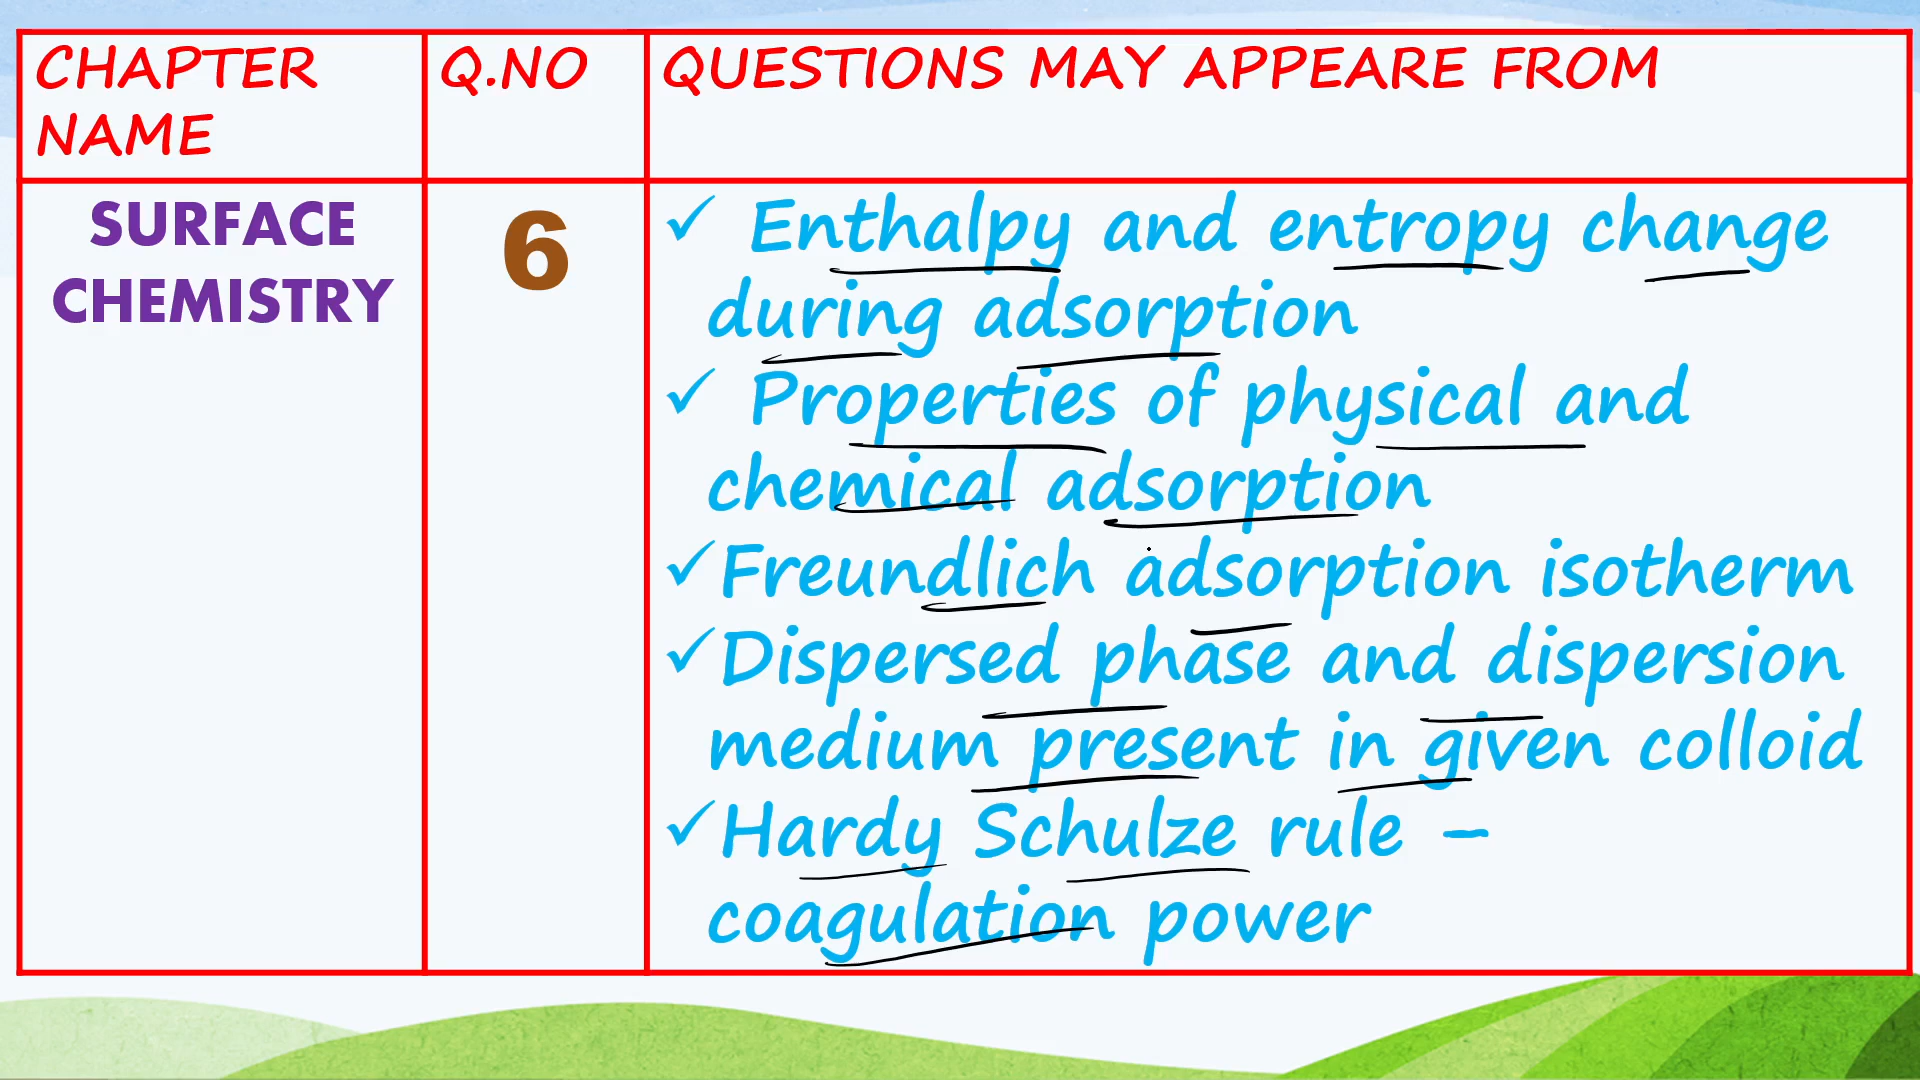 CHAPTER
NAME
Q.NO
QUESTIONS MAY APPEARE FROM
SURFACE
CHEMISTRY
6
✓ Enthalpy and entropy change
during adsorption
✓ Properties of physical and
chemical adsorption
✓Freundlich adsorption isotherm
✓Dispersed phase and dispersion
medium present in given colloid
✓Hardy Schulze rule –
coagulation power